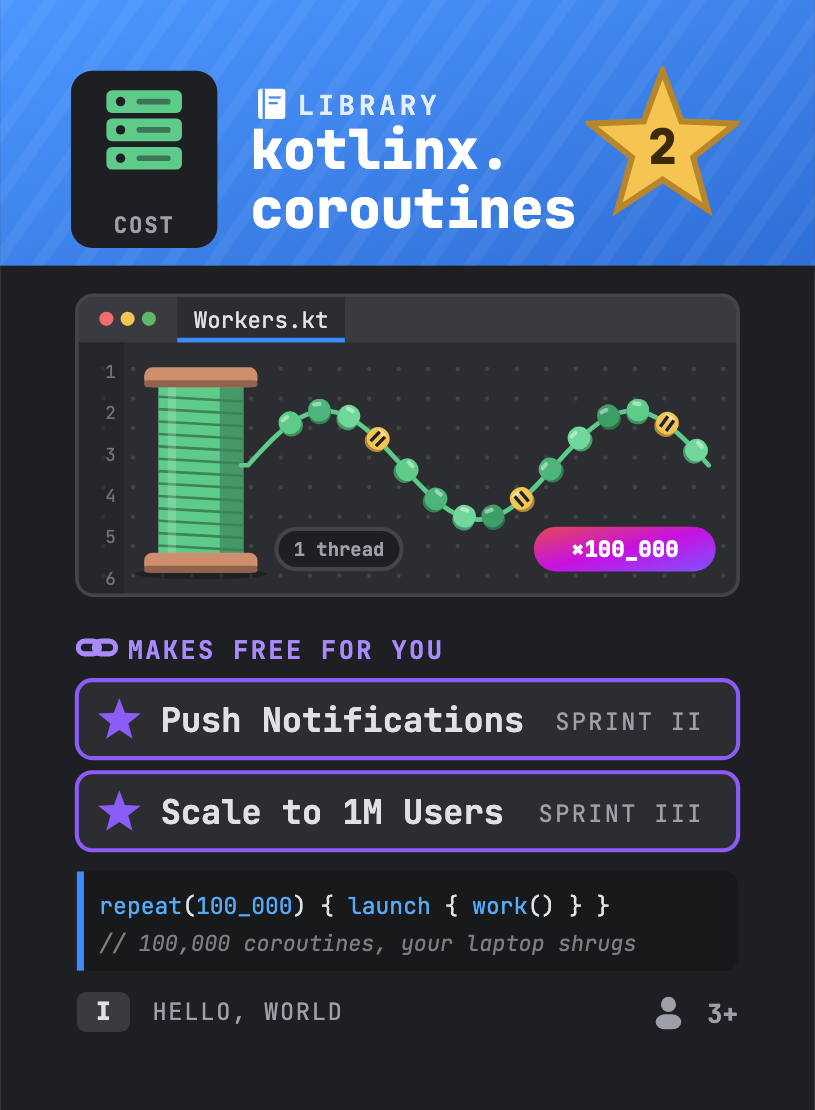 LIBRARY
kotlinx.
coroutines
2
COST
Workers.kt
1
2
3
4
5
6
1 thread
×100_000
MAKES FREE FOR YOU
Push Notifications SPRINT II
Scale to 1M Users SPRINT III
repeat(100_000) { launch { work() } }
// 100,000 coroutines, your laptop shrugs
I HELLO, WORLD 3+